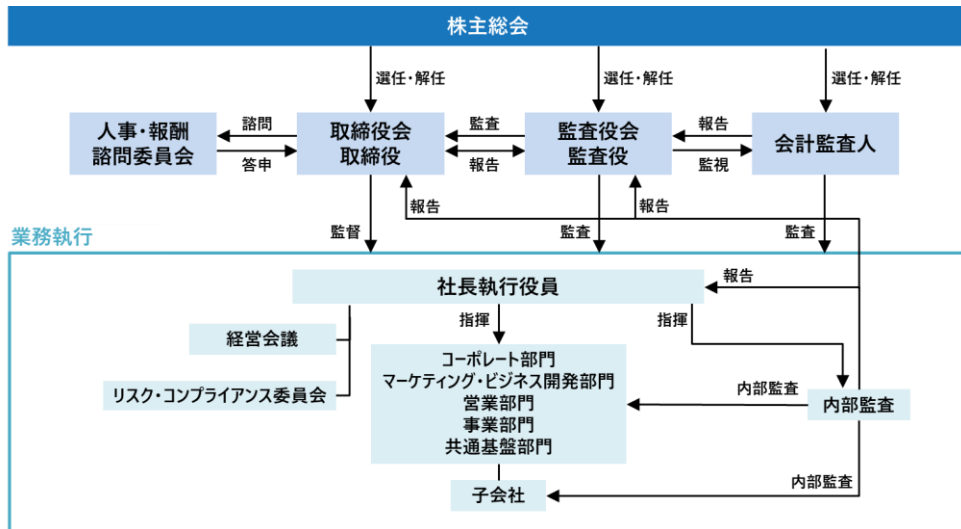 株主総会
選任・解任
選任・解任
選任・解任
人事・報酬
諮問委員会
諮問
答申
取締役会
取締役
監査
報告
監査役会
監査役
報告
監視
会計監査人
報告
報告
監督
監査
監査
業務執行
社長執行役員
報告
経営会議
指揮
指揮
リスク・コンプライアンス委員会
コーポレート部門
マーケティング・ビジネス開発部門
営業部門
事業部門
共通基盤部門
内部監査
内部監査
子会社
内部監査